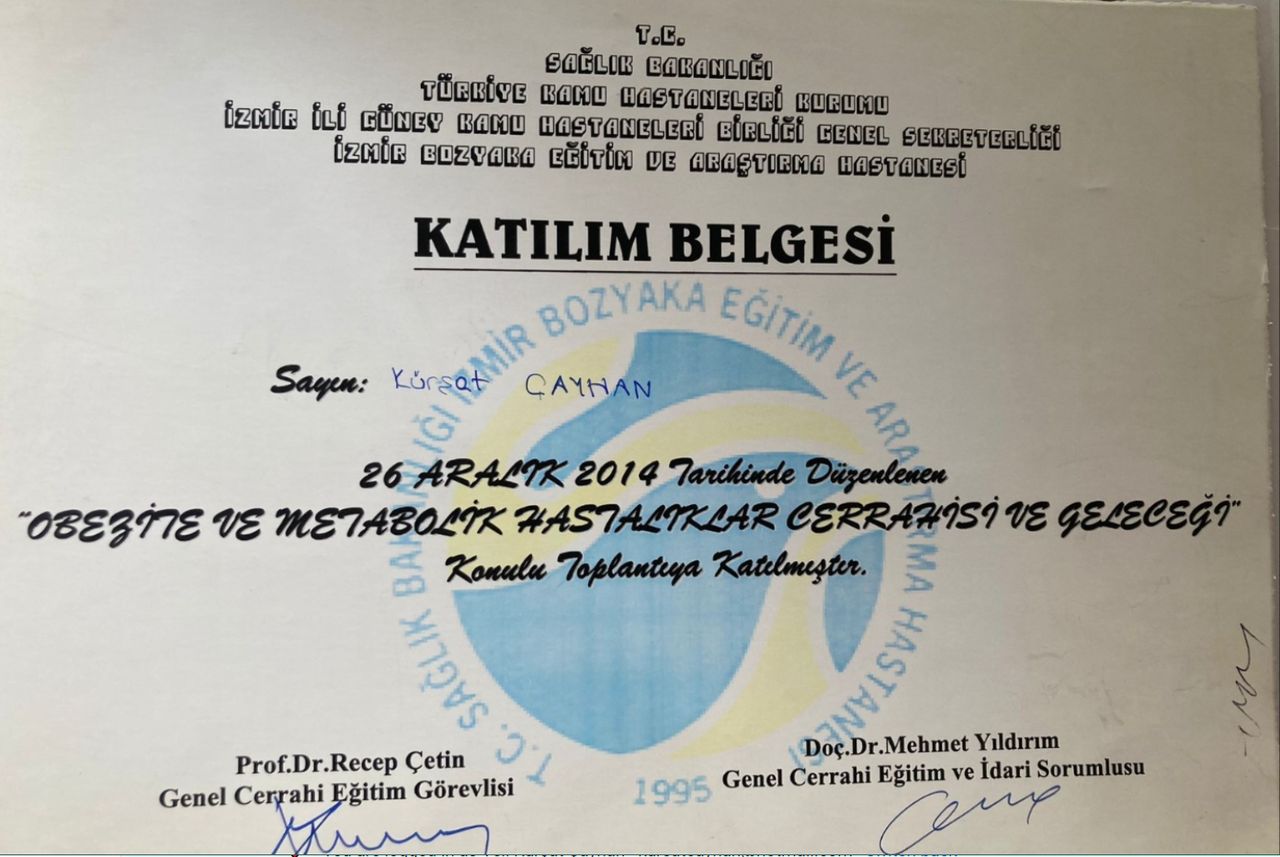 T.C.
SAĞLIK BAKANLIĞI
TÜRKİYE KAMU HASTANELERİ KURUMU
İZMİR İLİ GÜNEY KAMU HASTANELERİ BİRLİĞİ GENEL SEKRETERLİĞİ
İZMİR BOZYAKA EĞİTİM VE ARAŞTIRMA HASTANESİ
KATILIM BELGESİ
T.C. SAĞLIK BAKANLIĞI İZMİR BOZYAKA EĞİTİM VE ARAŞTIRMA HASTANESİ
Sayın: Kürşat ÇAYHAN
26 ARALIK 2014 Tarihinde Düzenlenen
"OBEZİTE VE METABOLİK HASTALIKLAR CERRAHİSİ VE GELECEĞİ"
Konulu Toplantıya Katılmıştır.
Prof.Dr.Recep Çetin
Genel Cerrahi Eğitim Görevlisi
1995
Doç.Dr.Mehmet Yıldırım
Genel Cerrahi Eğitim ve İdari Sorumlusu